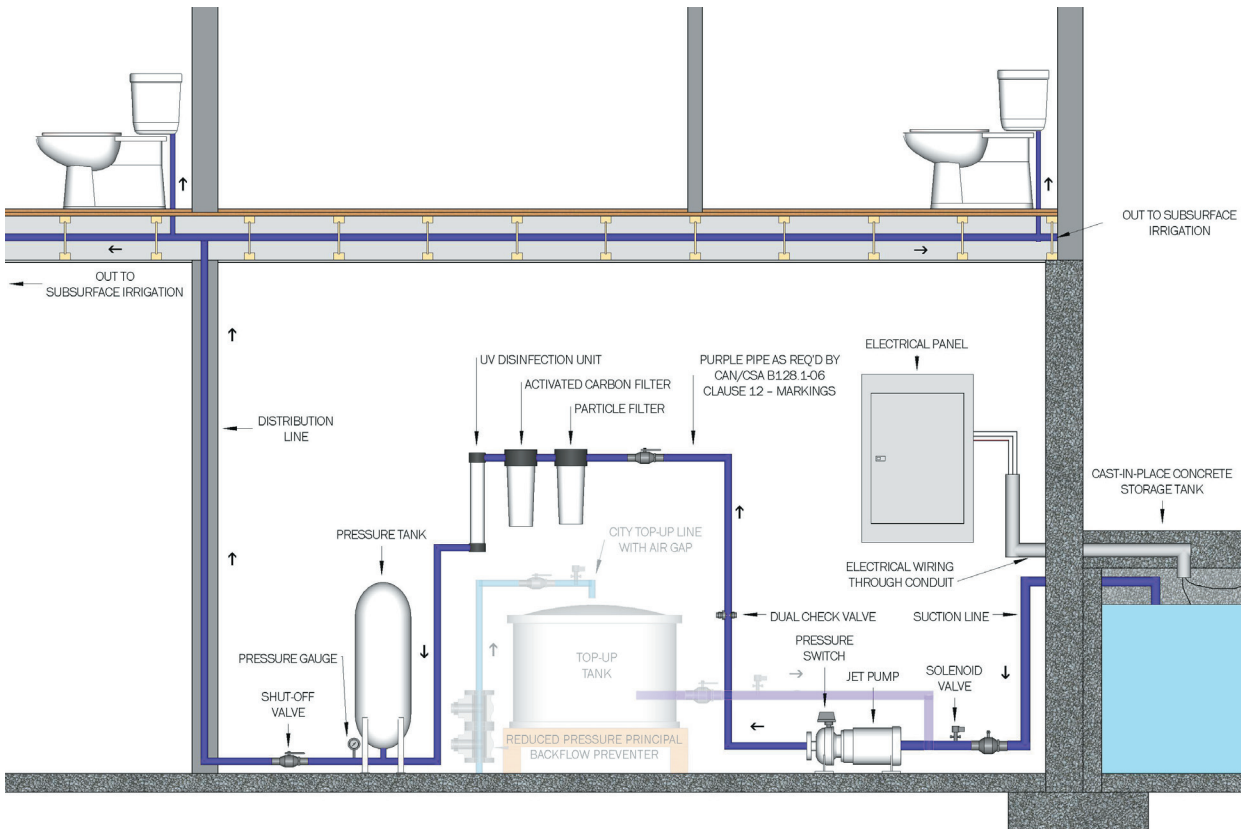 OUT TO SUBSURFACE
IRRIGATION
OUT TO
SUBSURFACE IRRIGATION
ELECTRICAL PANEL
UV DISINFECTION UNIT
PURPLE PIPE AS REQ'D BY
CAN/CSA B128.1-06
CLAUSE 12 – MARKINGS
ACTIVATED CARBON FILTER
PARTICLE FILTER
DISTRIBUTION
LINE
CAST-IN-PLACE CONCRETE
STORAGE TANK
PRESSURE TANK
CITY TOP-UP LINE
WITH AIR GAP
ELECTRICAL WIRING
THROUGH CONDUIT
DUAL CHECK VALVE
SUCTION LINE
PRESSURE
SWITCH
PRESSURE GAUGE
TOP-UP
TANK
JET PUMP
SOLENOID
VALVE
SHUT-OFF
VALVE
REDUCED PRESSURE PRINCIPAL
BACKFLOW PREVENTER